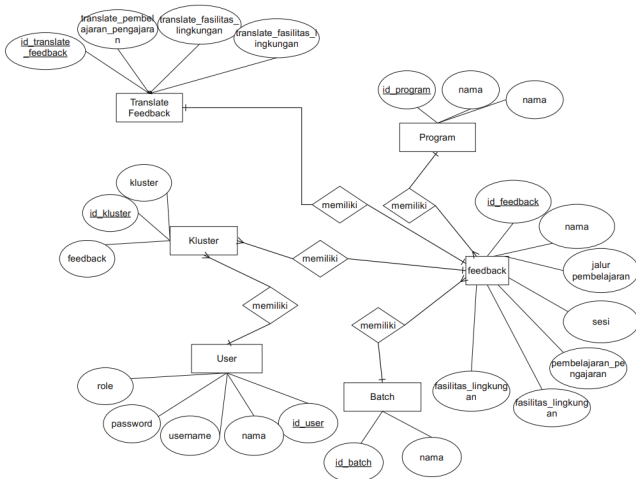 id_translate
_feedback
translate_pembel
ajaran_pengajara
n
translate_fasilitas_
lingkungan
translate_fasilitas_l
ingkungan
Translate
Feedback
id_program
nama
nama
Program
kluster
id_kluster
feedback
Kluster
memiliki
memiliki
memiliki
memiliki
memiliki
id_feedback
nama
jalur
pembelajaran
sesi
pembelajaran_pe
ngajaran
fasilitas_lingkung
an
fasilitas_lingkung
an
feedback
User
role
password
username
nama
id_user
Batch
id_batch
nama